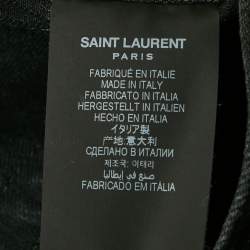 SAINT LAURENT
PARIS
FABRIQUÉ EN ITALIE
MADE IN ITALY
FABBRICATO IN ITALIA
HERGESTELLT IN ITALIEN
HECHO EN ITALIA
イタリア製
产地:意大利
СДЕЛАНО В ИТАЛИИ
제조국: 이태리
صنع في إيطاليا
FABRICADO EM ITÁLIA